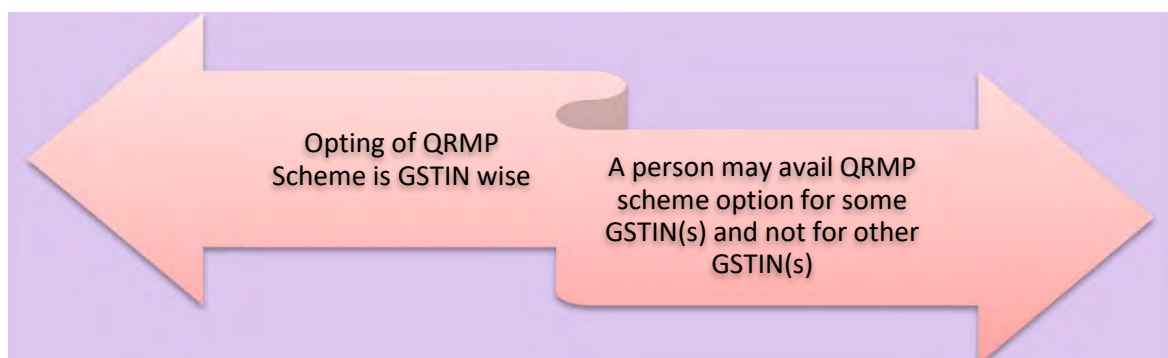 Opting of QRMP
Scheme is GSTIN wise
A person may avail QRMP
scheme option for some
GSTIN(s) and not for other
GSTIN(s)